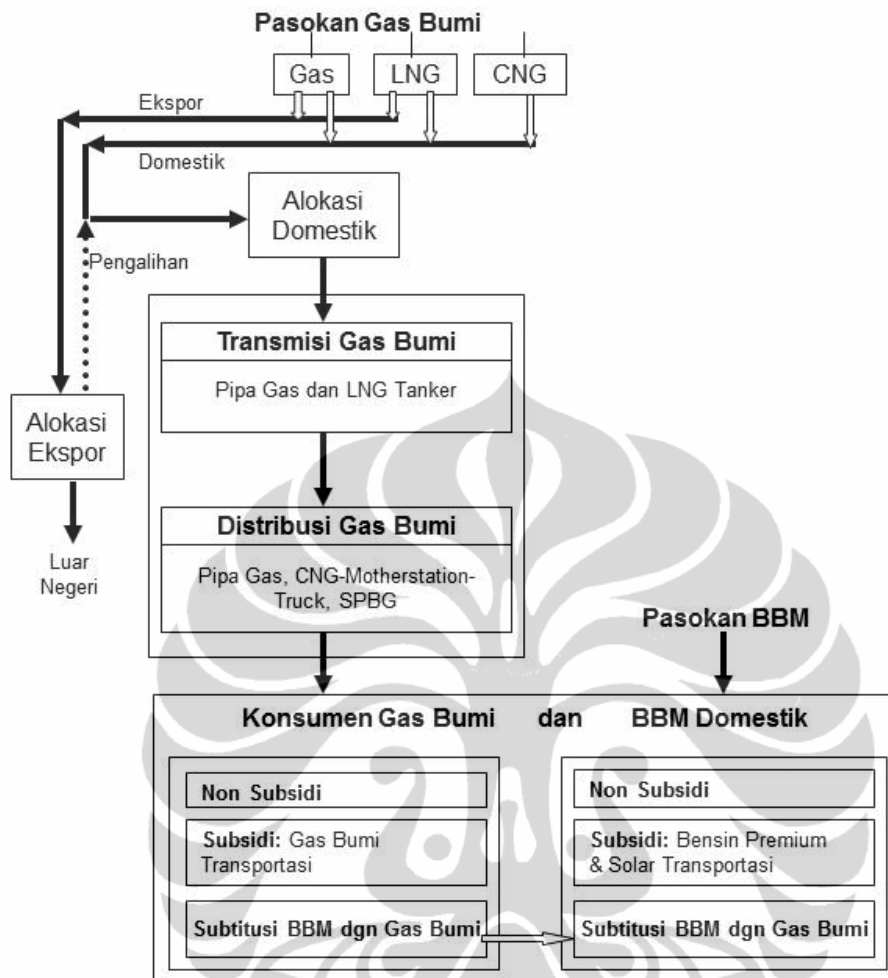 Pasokan Gas Bumi
Gas
LNG
CNG
Ekspor
Domestik
Alokasi
Domestik
Pengalihan
Transmisi Gas Bumi
Pipa Gas dan LNG Tanker
Alokasi
Ekspor
Distribusi Gas Bumi
Luar
Negeri
Pipa Gas, CNG-Motherstation-
Truck, SPBG
Pasokan BBM
Konsumen Gas Bumi dan BBM Domestik
Non Subsidi
Subsidi: Gas Bumi
Transportasi
Subtitusi BBM dgn Gas Bumi
Non Subsidi
Subsidi: Bensin Premium
& Solar Transportasi
Subtitusi BBM dgn Gas Bumi